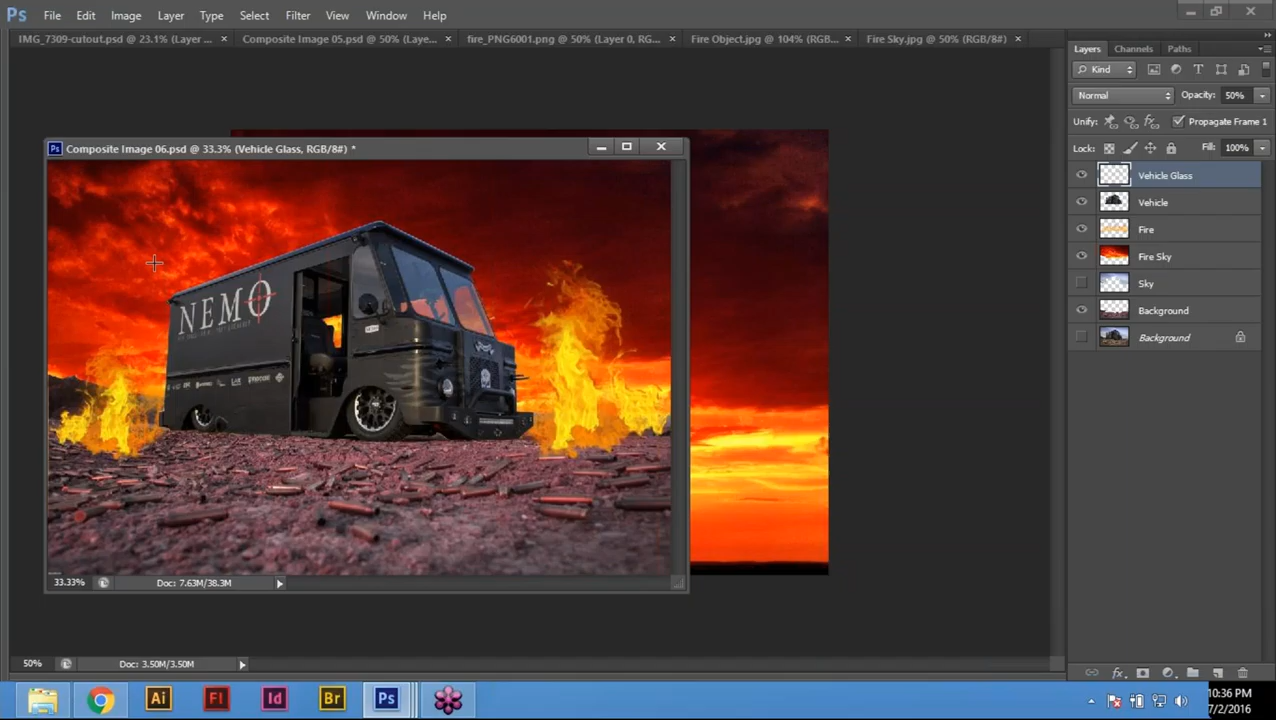 Ps File Edit Image Layer Type Select Filter View Window Help
IMG_7309-cutout.psd @ 23.1% (Layer ... × Composite Image 05.psd @ 50% (Laye... × fire_PNG6001.png @ 50% (Layer 0, RG... × Fire Object.jpg @ 104% (RGB... × Fire Sky.jpg @ 50% (RGB/8#) ×
Layers Channels Paths
Kind
Normal Opacity: 50%
Unify: Propagate Frame 1
Lock: Fill: 100%
Composite Image 06.psd @ 33.3% (Vehicle Glass, RGB/8#) *
Vehicle Glass
Vehicle
Fire
Fire Sky
Sky
Background
Background
NEMO
33.33% Doc: 7.63M/38.3M
50% Doc: 3.50M/3.50M
Ai Fl Id Br Ps
10:36 PM
7/2/2016